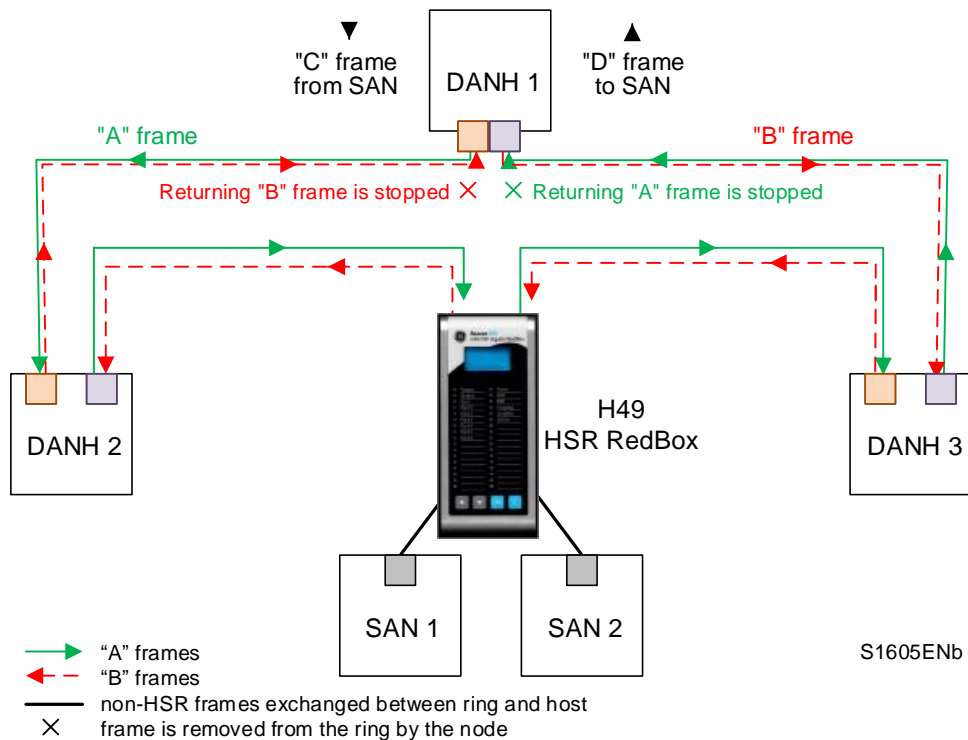 "C" frame
from SAN
DANH 1
"D" frame
to SAN
"A" frame
"B" frame
Returning "B" frame is stopped
Returning "A" frame is stopped
DANH 2
H49
HSR RedBox
DANH 3
SAN 1
SAN 2
S1605ENb
“A” frames
“B” frames
non-HSR frames exchanged between ring and host
frame is removed from the ring by the node